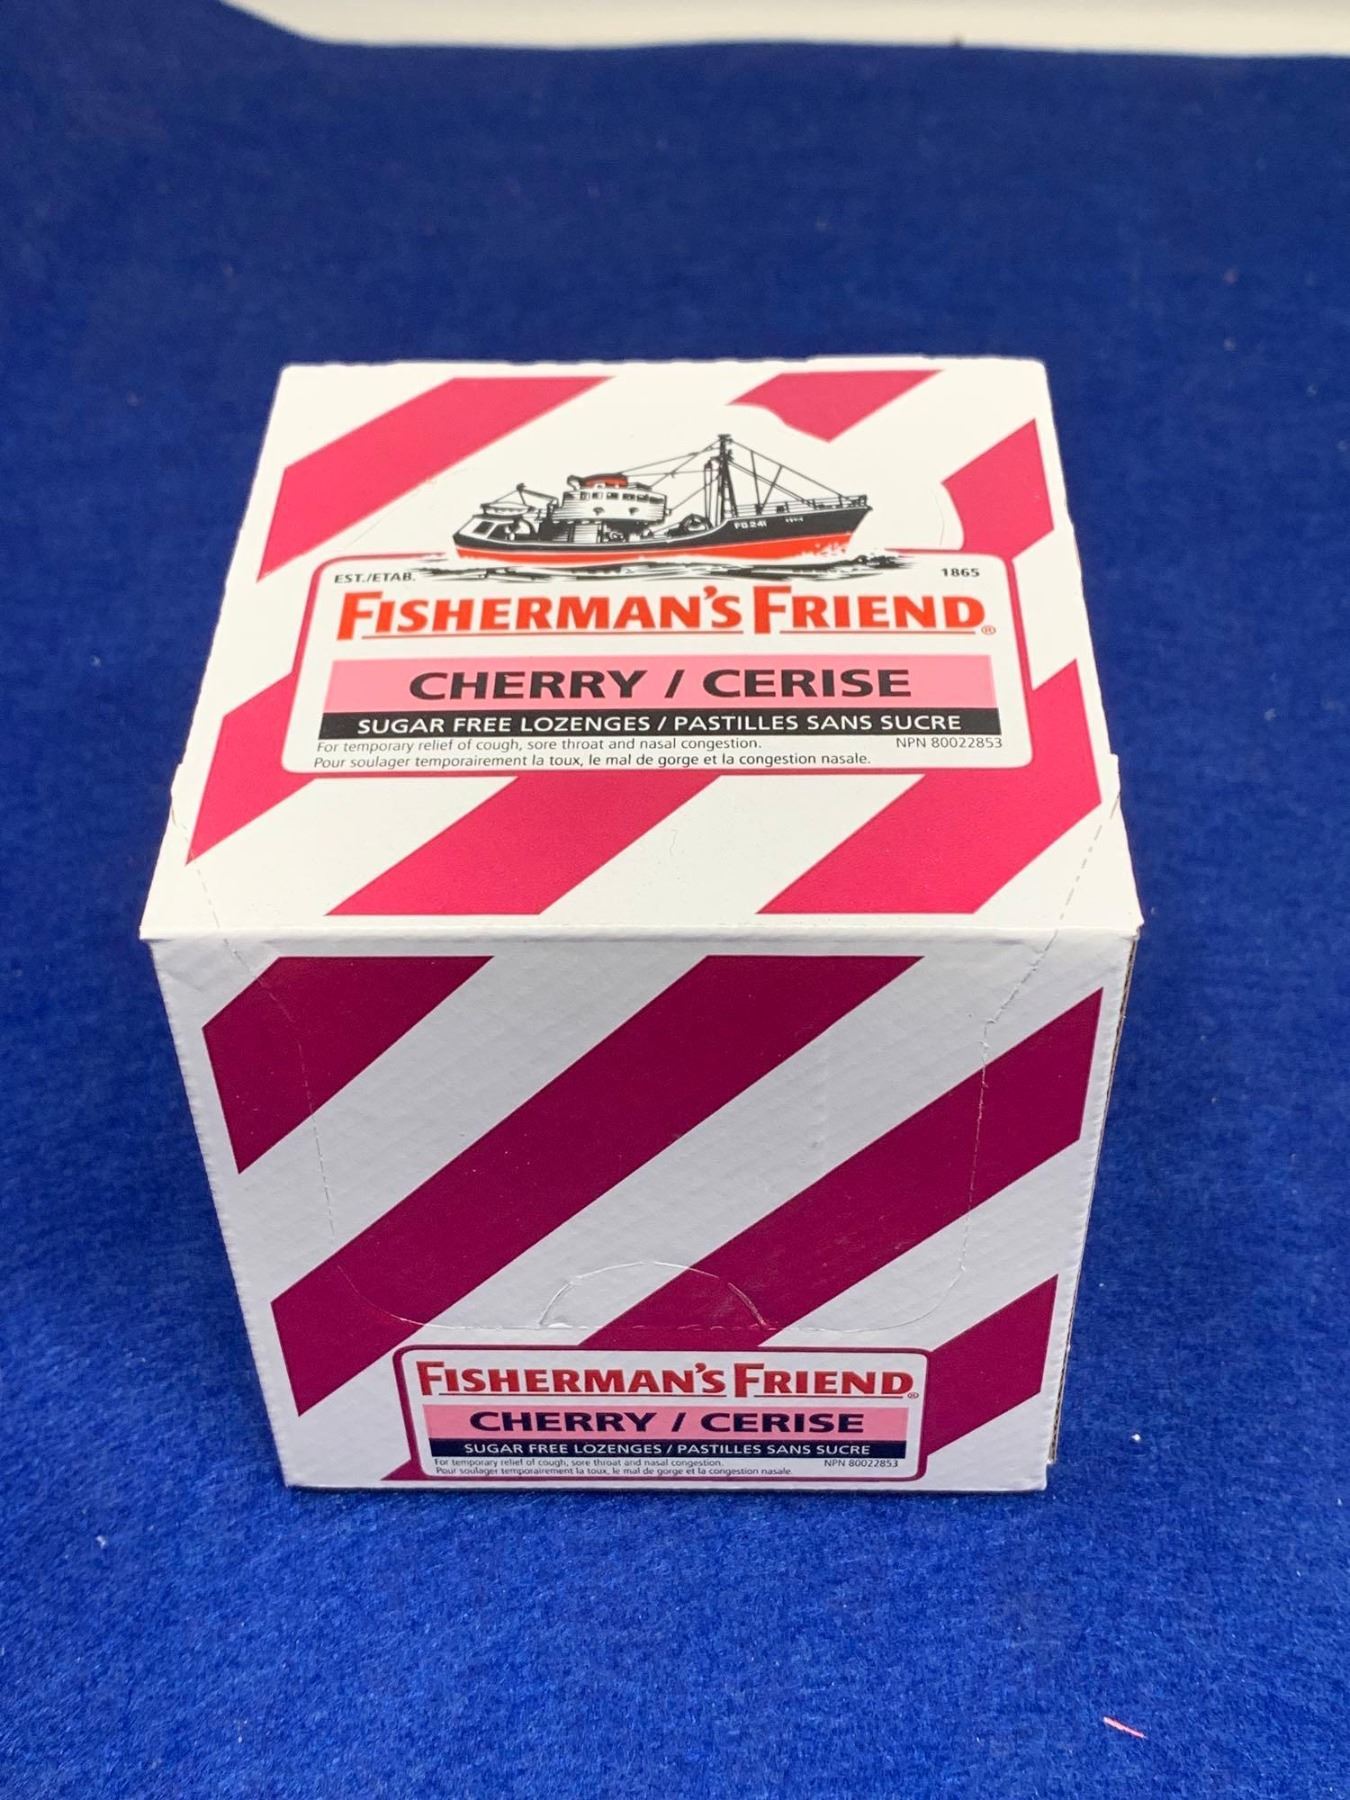 FG 241
EST./ETAB. 1865
FISHERMAN'S FRIEND®
CHERRY / CERISE
SUGAR FREE LOZENGES / PASTILLES SANS SUCRE
For temporary relief of cough, sore throat and nasal congestion. NPN 80022853
Pour soulager temporairement la toux, le mal de gorge et la congestion nasale.
FISHERMAN'S FRIEND®
CHERRY / CERISE
SUGAR FREE LOZENGES / PASTILLES SANS SUCRE
For temporary relief of cough, sore throat and nasal congestion. NPN 80022853
Pour soulager temporairement la toux, le mal de gorge et la congestion nasale.